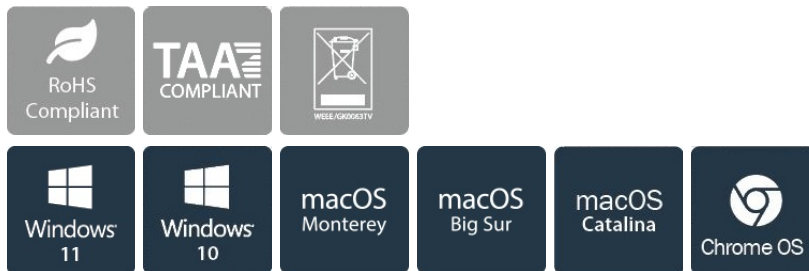 RoHS
Compliant
TAA
COMPLIANT
WEEE/GK0063TV
Windows
11
Windows
10
macOS
Monterey
macOS
Big Sur
macOS
Catalina
Chrome OS